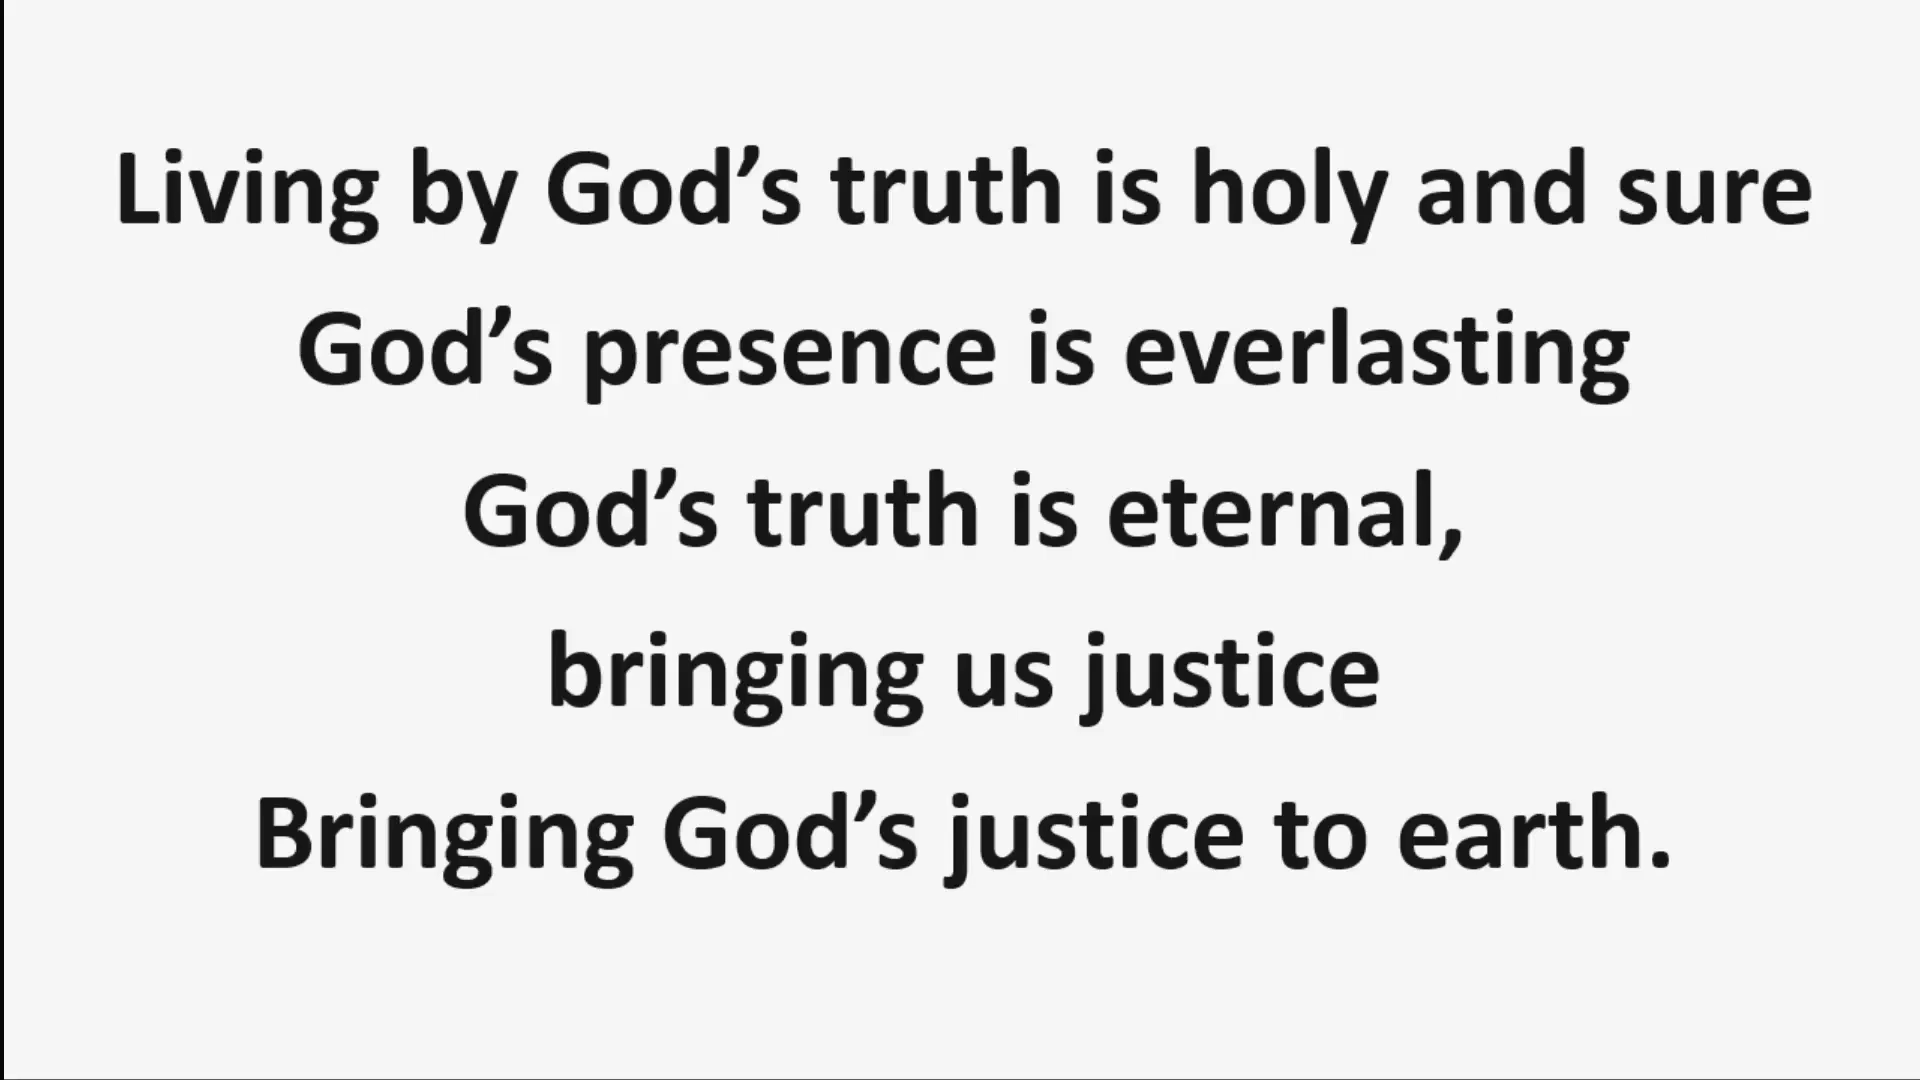 Living by God’s truth is holy and sure
God’s presence is everlasting
God’s truth is eternal,
bringing us justice
Bringing God’s justice to earth.